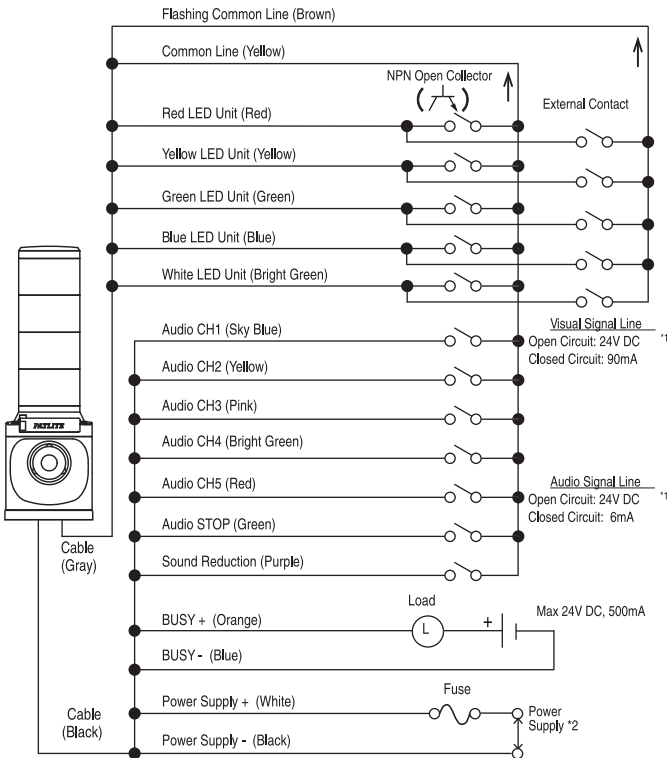 Flashing Common Line (Brown)
Common Line (Yellow)
NPN Open Collector
External Contact
Red LED Unit (Red)
Yellow LED Unit (Yellow)
Green LED Unit (Green)
Blue LED Unit (Blue)
White LED Unit (Bright Green)
Audio CH1 (Sky Blue)
Visual Signal Line
Open Circuit: 24V DC *1
Closed Circuit: 90mA
Audio CH2 (Yellow)
Audio CH3 (Pink)
PATLITE
Audio CH4 (Bright Green)
Audio CH5 (Red)
Audio Signal Line
Open Circuit: 24V DC *1
Closed Circuit: 6mA
Audio STOP (Green)
Cable
(Gray)
Sound Reduction (Purple)
Load
L
+
Max 24V DC, 500mA
BUSY + (Orange)
BUSY - (Blue)
Fuse
Cable
(Black)
Power Supply + (White)
Power
Supply *2
Power Supply - (Black)